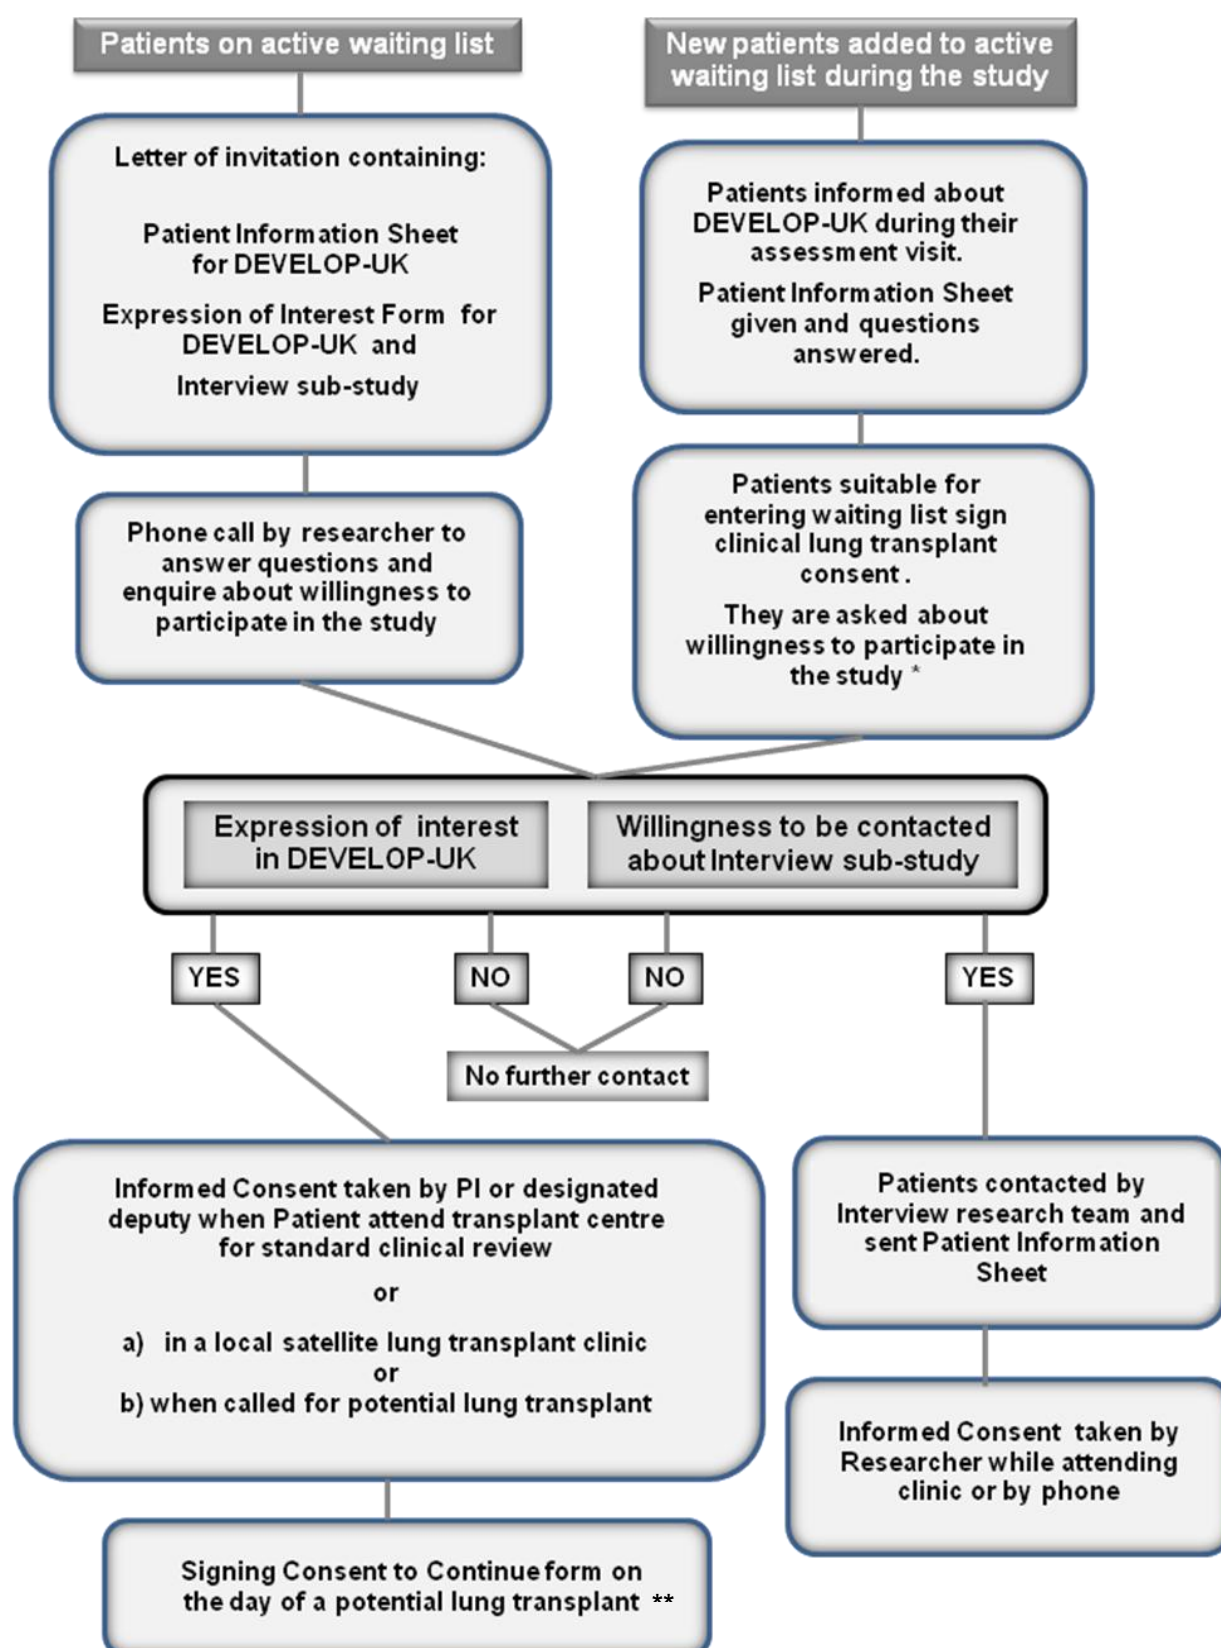 Patients on active waiting list
New patients added to active
waiting list during the study
Letter of invitation containing:
Patient Information Sheet
for DEVELOP-UK
Expression of Interest Form for
DEVELOP-UK and
Interview sub-study
Patients informed about
DEVELOP-UK during their
assessment visit.
Patient Information Sheet
given and questions
answered.
Phone call by researcher to
answer questions and
enquire about willingness to
participate in the study
Patients suitable for
entering waiting list sign
clinical lung transplant
consent .
They are asked about
willingness to participate in
the study *
Expression of interest
in DEVELOP-UK
Willingness to be contacted
about Interview sub-study
YES
NO
NO
YES
No further contact
Informed Consent taken by PI or designated
deputy when Patient attend transplant centre
for standard clinical review
or
a) in a local satellite lung transplant clinic
or
b) when called for potential lung transplant
Patients contacted by
Interview research team and
sent Patient Information
Sheet
Informed Consent taken by
Researcher while attending
clinic or by phone
Signing Consent to Continue form on
the day of a potential lung transplant **